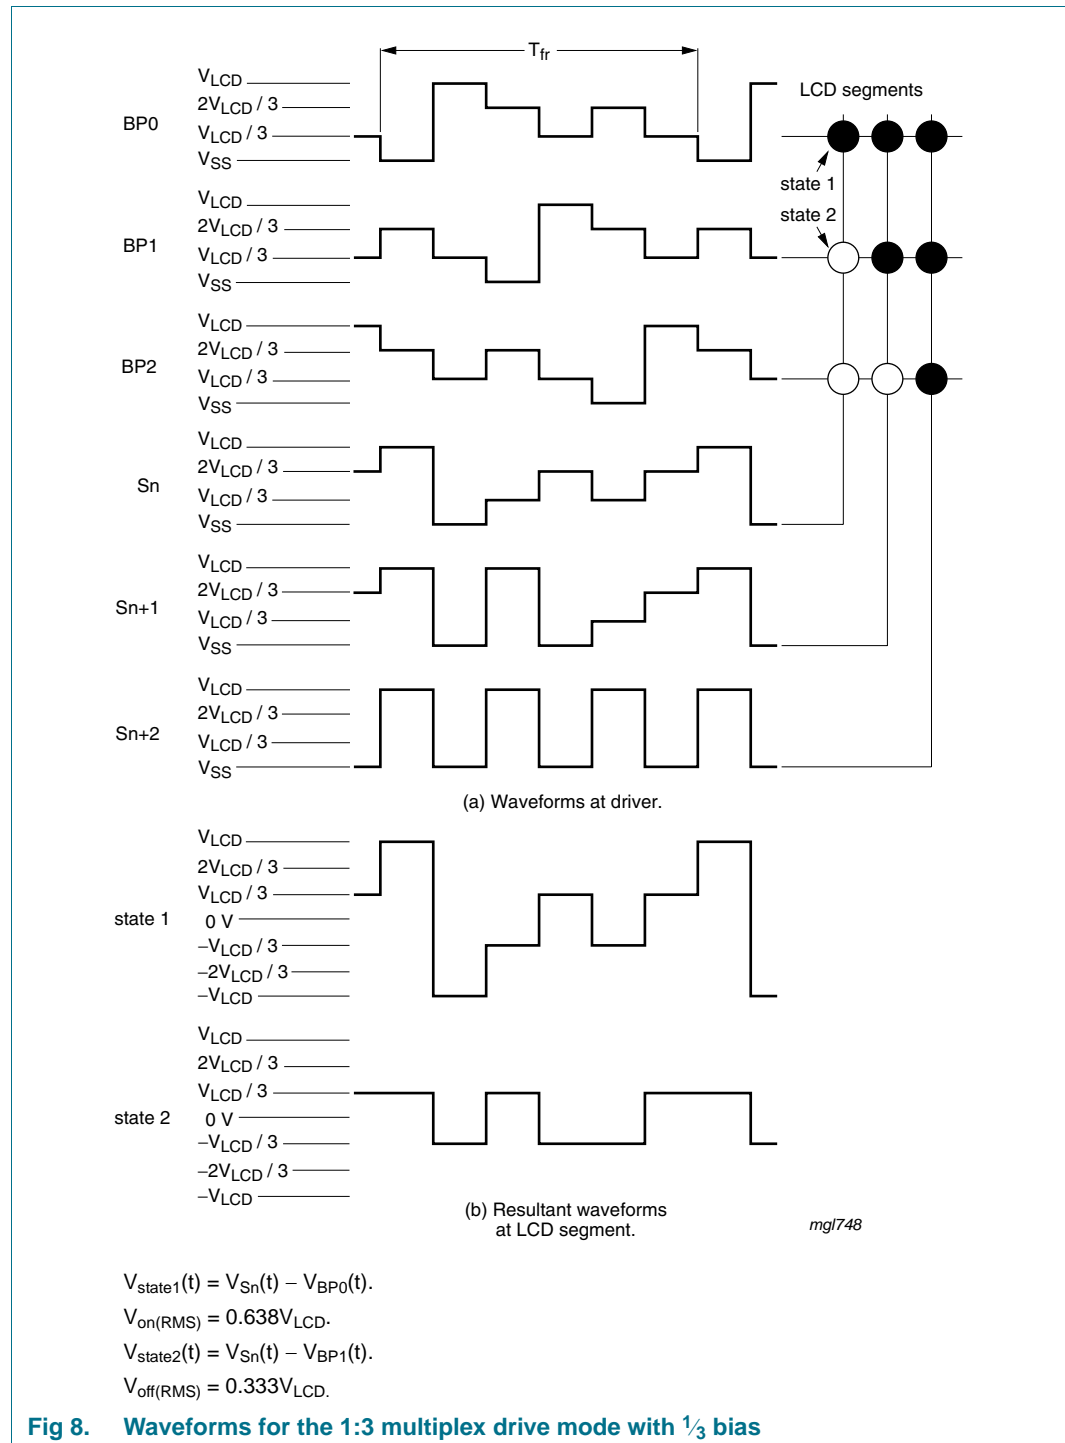 Tfr
BP0
VLCD
2VLCD / 3
VLCD / 3
VSS
LCD segments
state 1
state 2
BP1
VLCD
2VLCD / 3
VLCD / 3
VSS
BP2
VLCD
2VLCD / 3
VLCD / 3
VSS
Sn
VLCD
2VLCD / 3
VLCD / 3
VSS
Sn+1
VLCD
2VLCD / 3
VLCD / 3
VSS
Sn+2
VLCD
2VLCD / 3
VLCD / 3
VSS
(a) Waveforms at driver.
state 1
VLCD
2VLCD / 3
VLCD / 3
0 V
−VLCD / 3
−2VLCD / 3
−VLCD
state 2
VLCD
2VLCD / 3
VLCD / 3
0 V
−VLCD / 3
−2VLCD / 3
−VLCD
(b) Resultant waveforms
at LCD segment.
mgl748
Vstate1(t) = VSn(t) − VBP0(t).
Von(RMS) = 0.638VLCD.
Vstate2(t) = VSn(t) − VBP1(t).
Voff(RMS) = 0.333VLCD.
Fig 8. Waveforms for the 1:3 multiplex drive mode with 1⁄3 bias